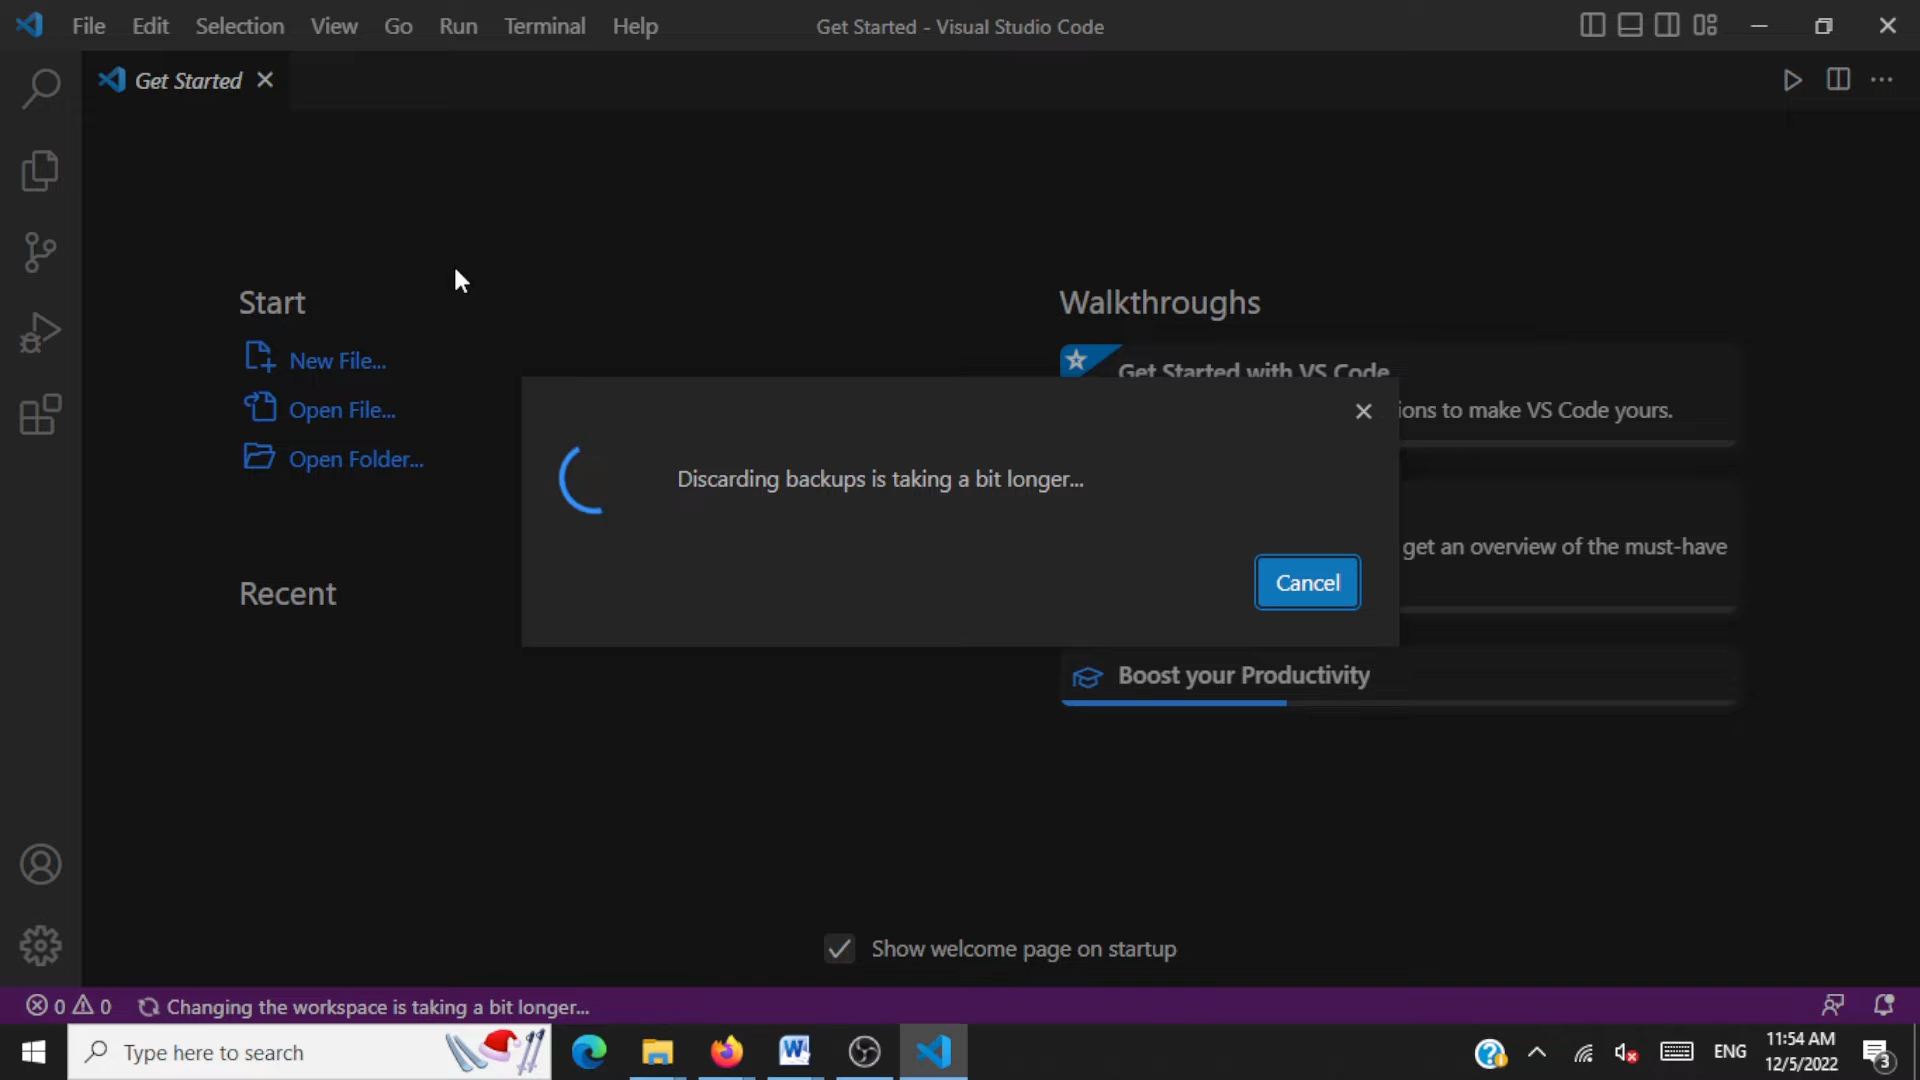 File Edit Selection View Go Run Terminal Help
Get Started - Visual Studio Code
Get Started
Start
New File...
Open File...
Open Folder...
Recent
Walkthroughs
Get Started with VS Code
ions to make VS Code yours.
get an overview of the must-have
Boost your Productivity
Discarding backups is taking a bit longer...
Cancel
Show welcome page on startup
0 0 Changing the workspace is taking a bit longer...
Type here to search
ENG
11:54 AM
12/5/2022
3